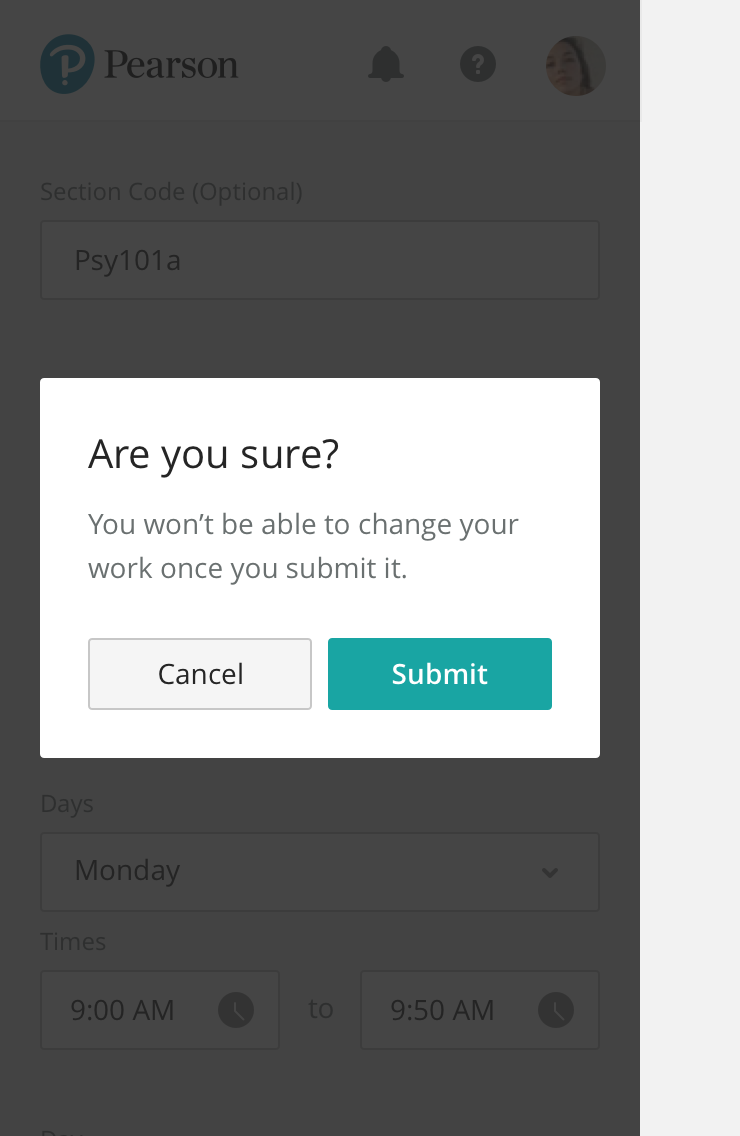 Pearson
Section Code (Optional)
Psy101a
Are you sure?
You won’t be able to change your
work once you submit it.
Cancel
Submit
Days
Monday
Times
9:00 AM
to
9:50 AM